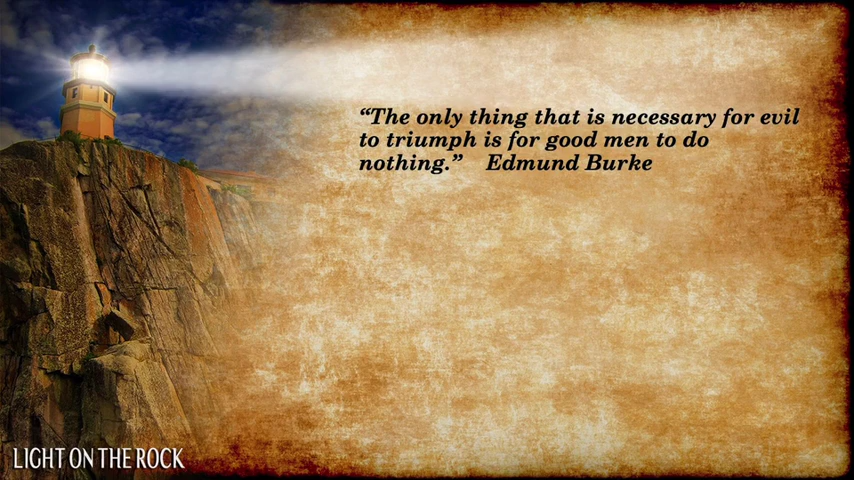 “The only thing that is necessary for evil
to triumph is for good men to do
nothing.” Edmund Burke
LIGHT ON THE ROCK